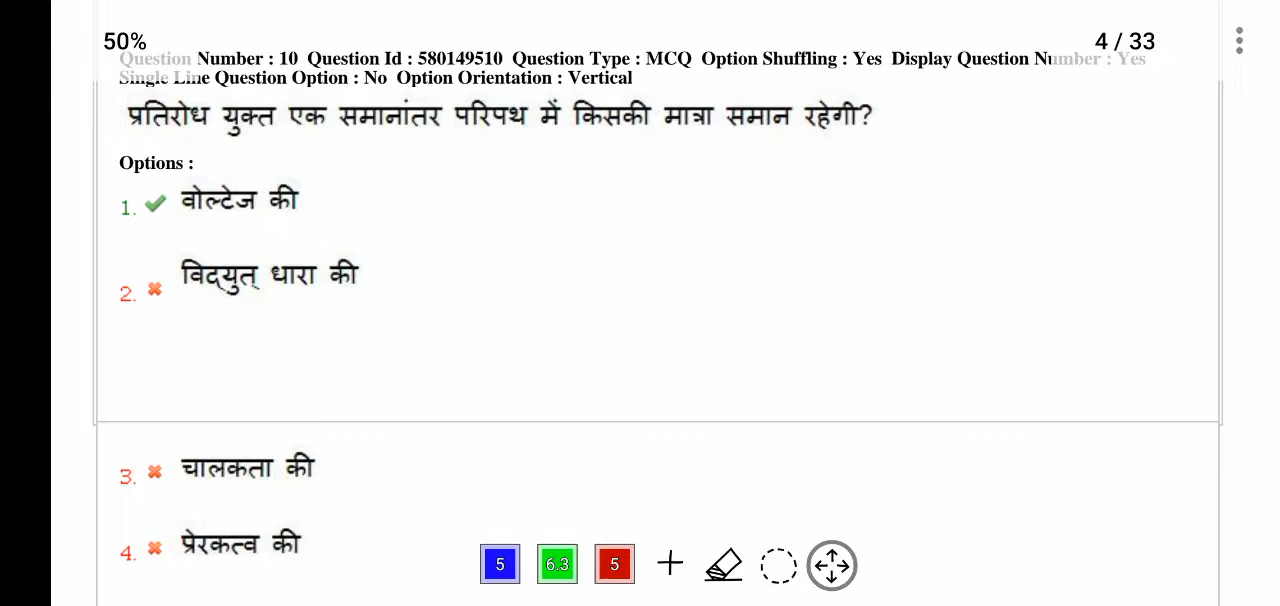 50%
4 / 33
Question Number : 10 Question Id : 580149510 Question Type : MCQ Option Shuffling : Yes Display Question Number : Yes
Single Line Question Option : No Option Orientation : Vertical
प्रतिरोध युक्त एक समानांतर परिपथ में किसकी मात्रा समान रहेगी?
Options :
1. वोल्टेज की
2. विद्युत् धारा की
3. चालकता की
4. प्रेरकत्व की
5 6.3 5